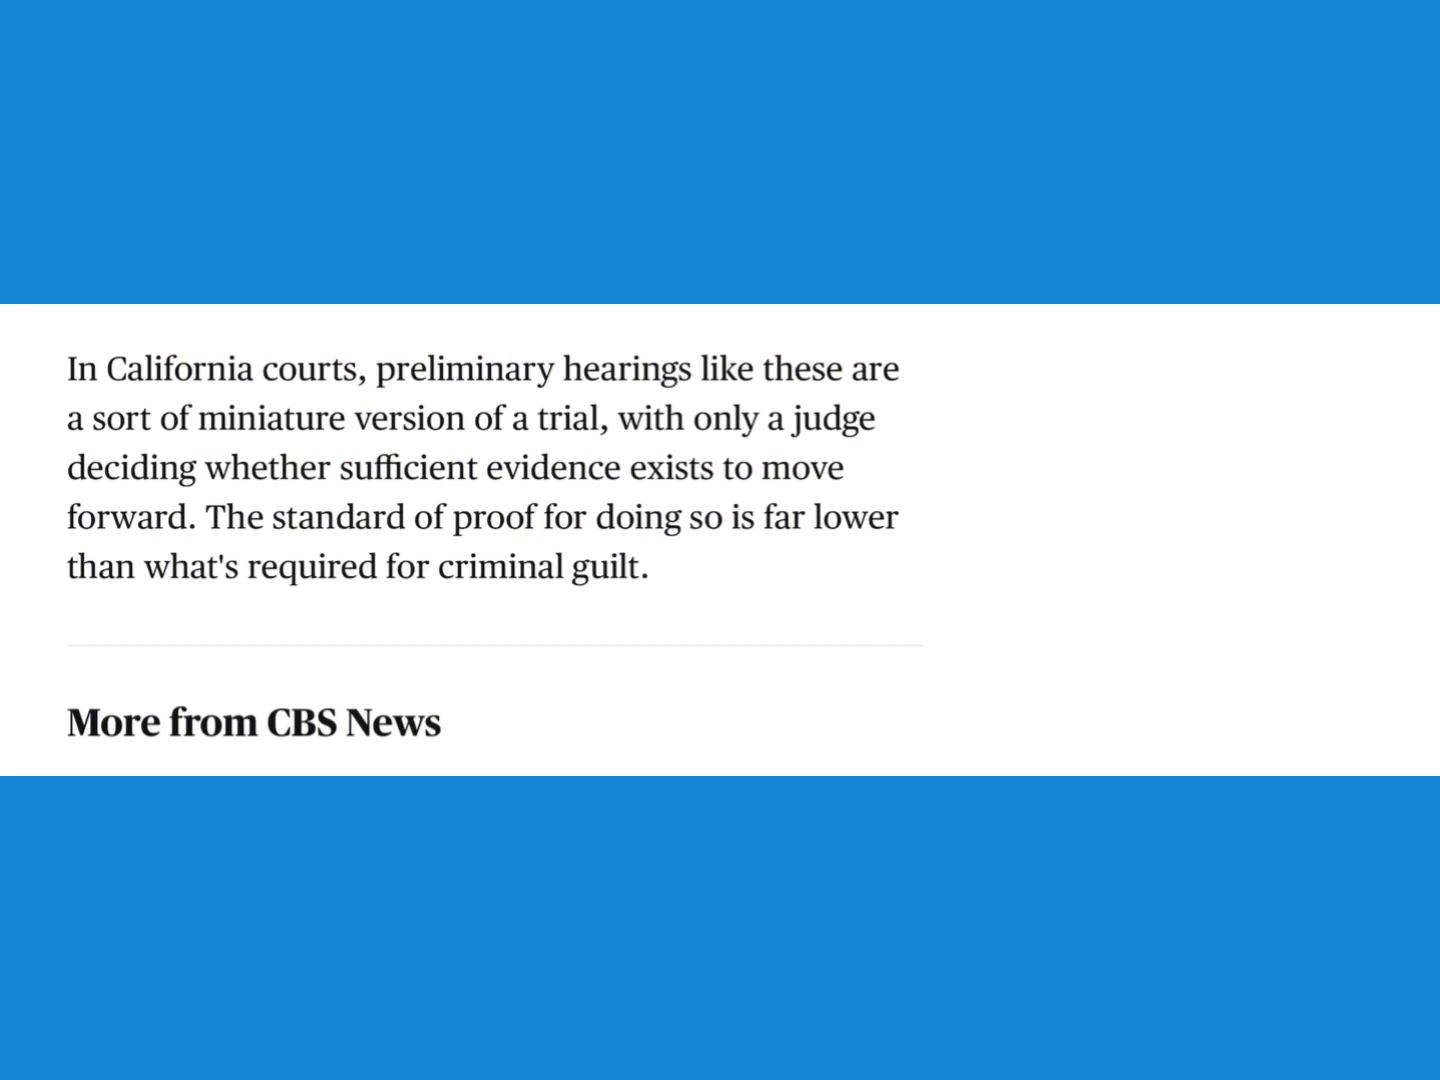 In California courts, preliminary hearings like these are
a sort of miniature version of a trial, with only a judge
deciding whether sufficient evidence exists to move
forward. The standard of proof for doing so is far lower
than what's required for criminal guilt.
More from CBS News